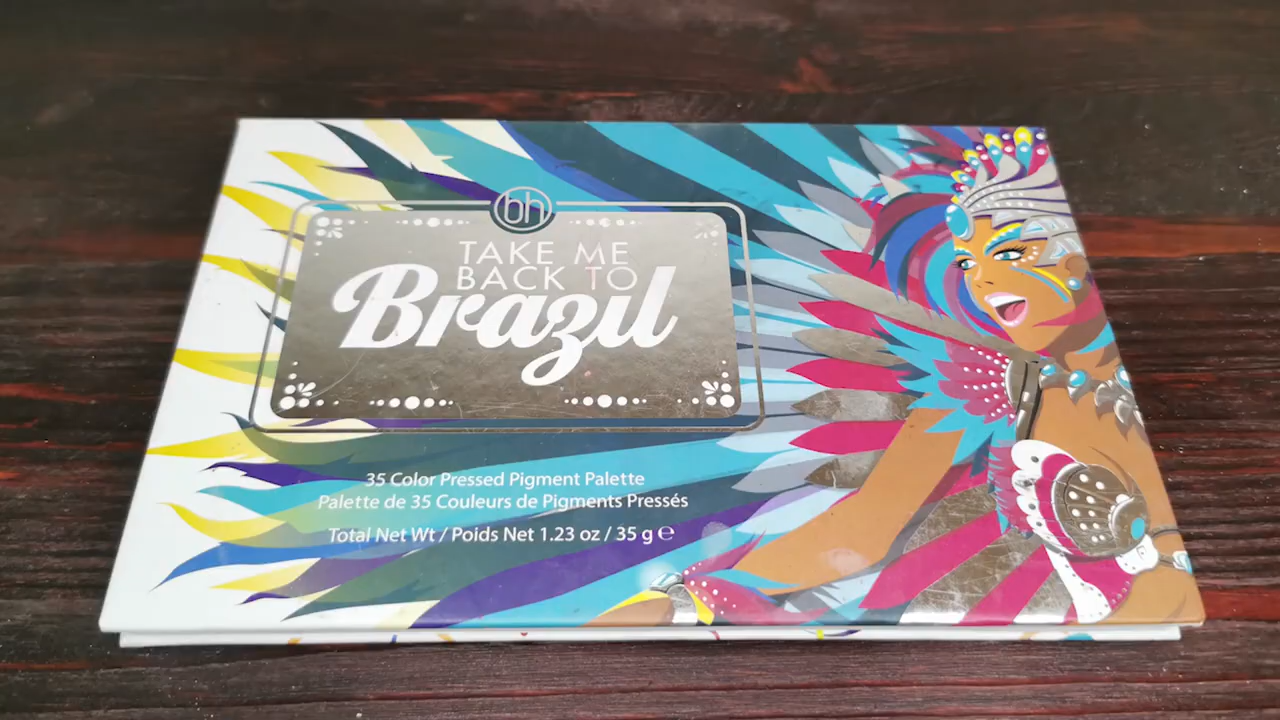 bh
TAKE ME
BACK TO
Brazil
35 Color Pressed Pigment Palette
Palette de 35 Couleurs de Pigments Pressés
Total Net Wt / Poids Net 1.23 oz / 35 g ℮